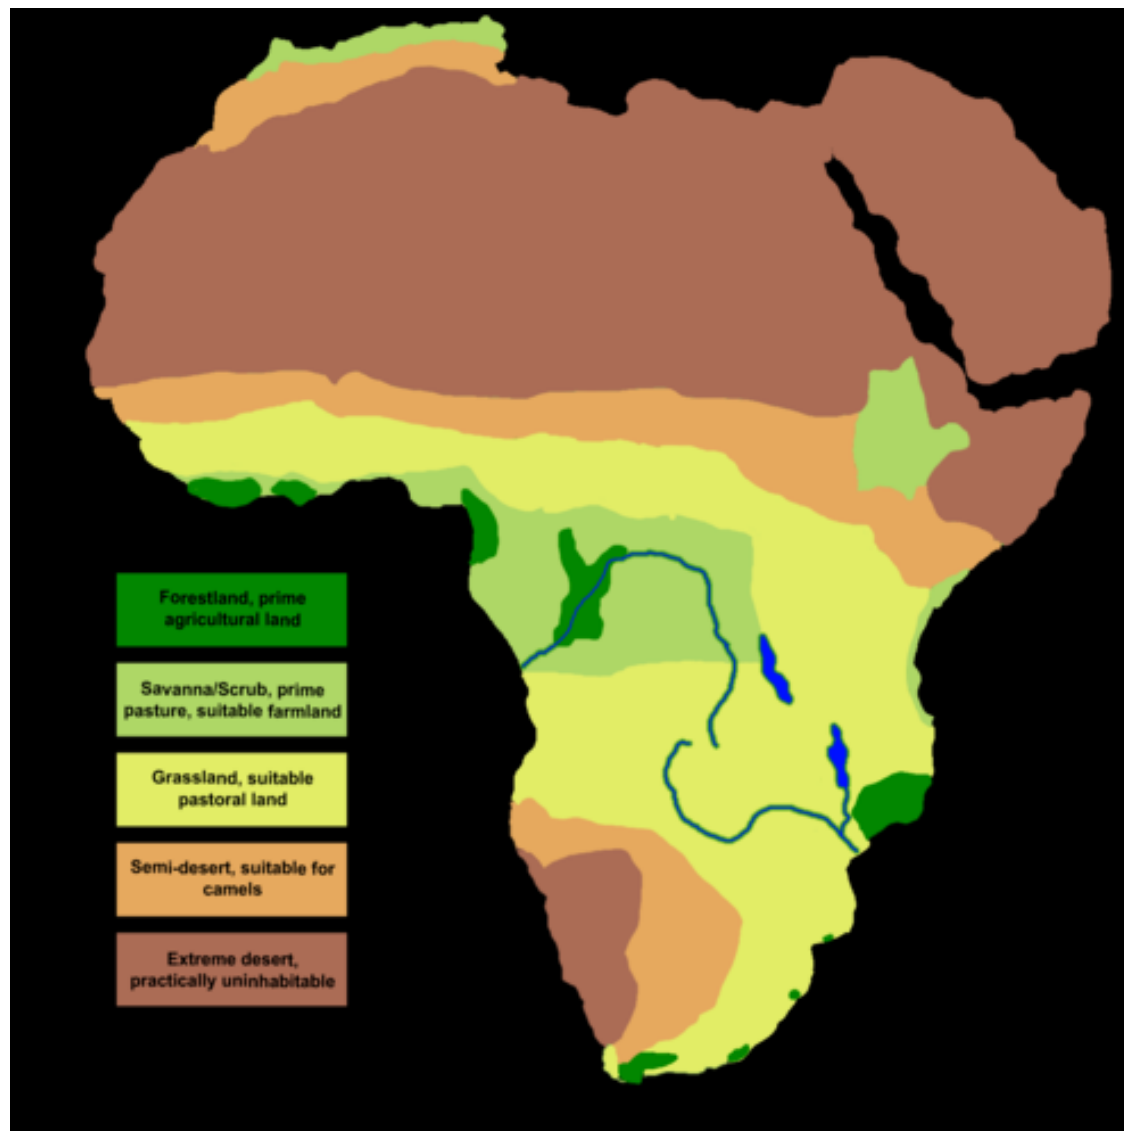 Forestland, prime
agricultural land
Savanna/Scrub, prime
pasture, suitable farmland
Grassland, suitable
pastoral land
Semi-desert, suitable for
camels
Extreme desert,
practically uninhabitable